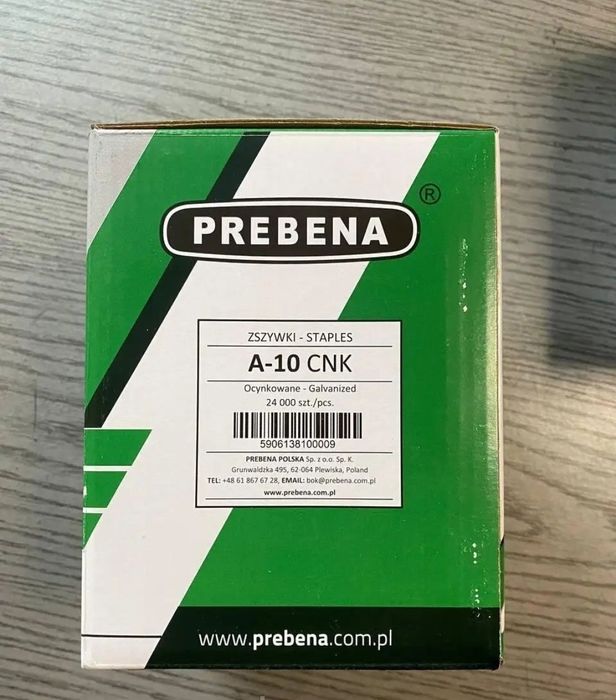 ®
PREBENA
ZSZYWKI - STAPLES
A-10 CNK
Ocynkowane - Galvanized
24 000 szt./pcs.
5906138100009
PREBENA POLSKA Sp. z o.o. Sp. K.
Grunwaldzka 495, 62-064 Plewiska, Poland
TEL: +48 61 867 67 28, EMAIL: bok@prebena.com.pl
www.prebena.com.pl
www.prebena.com.pl